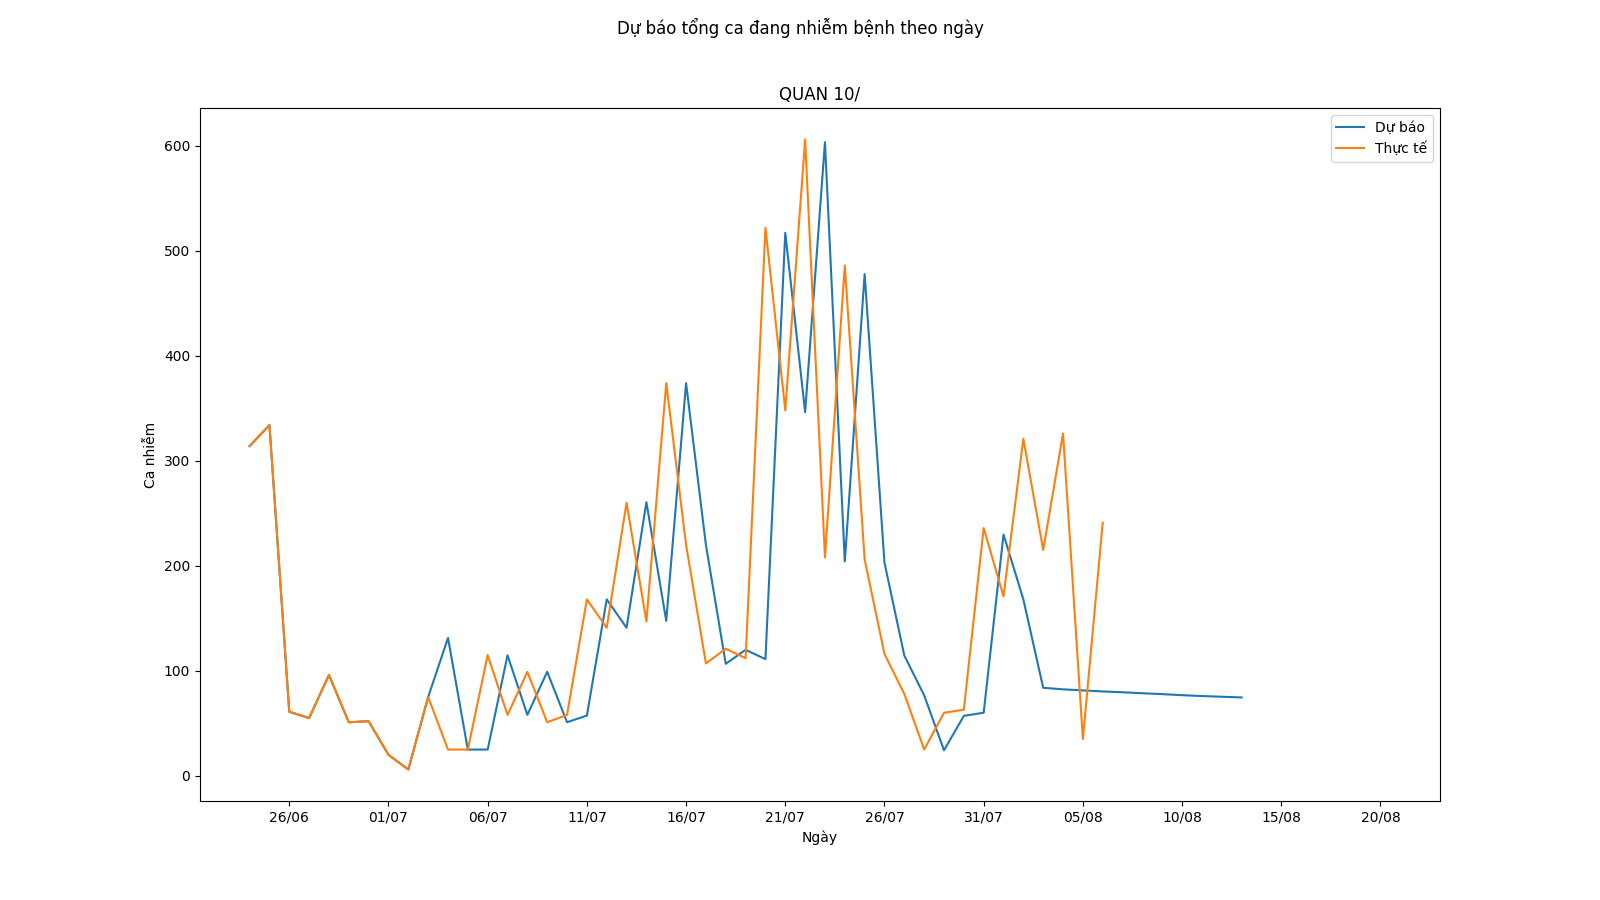 Dự báo tổng ca đang nhiễm bệnh theo ngày
QUAN 10/
Dự báo
Thực tế
600
500
400
300
200
100
0
Ca nhiễm
26/06 01/07 06/07 11/07 16/07 21/07 26/07 31/07 05/08 10/08 15/08 20/08
Ngày